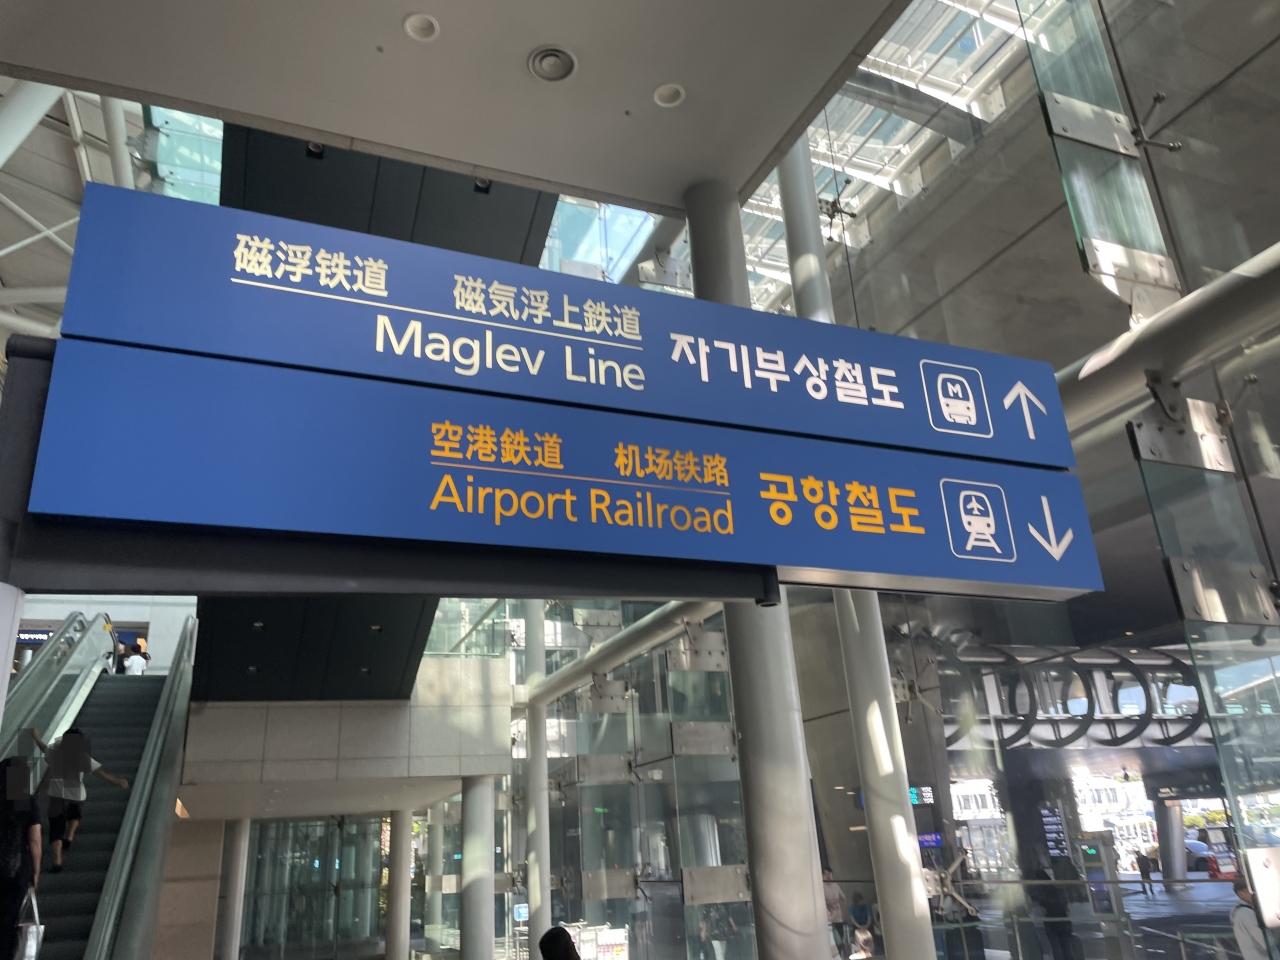 磁浮铁道 磁気浮上鉄道
Maglev Line
자기부상철도
M
空港鉄道 机场铁路
Airport Railroad
공항철도